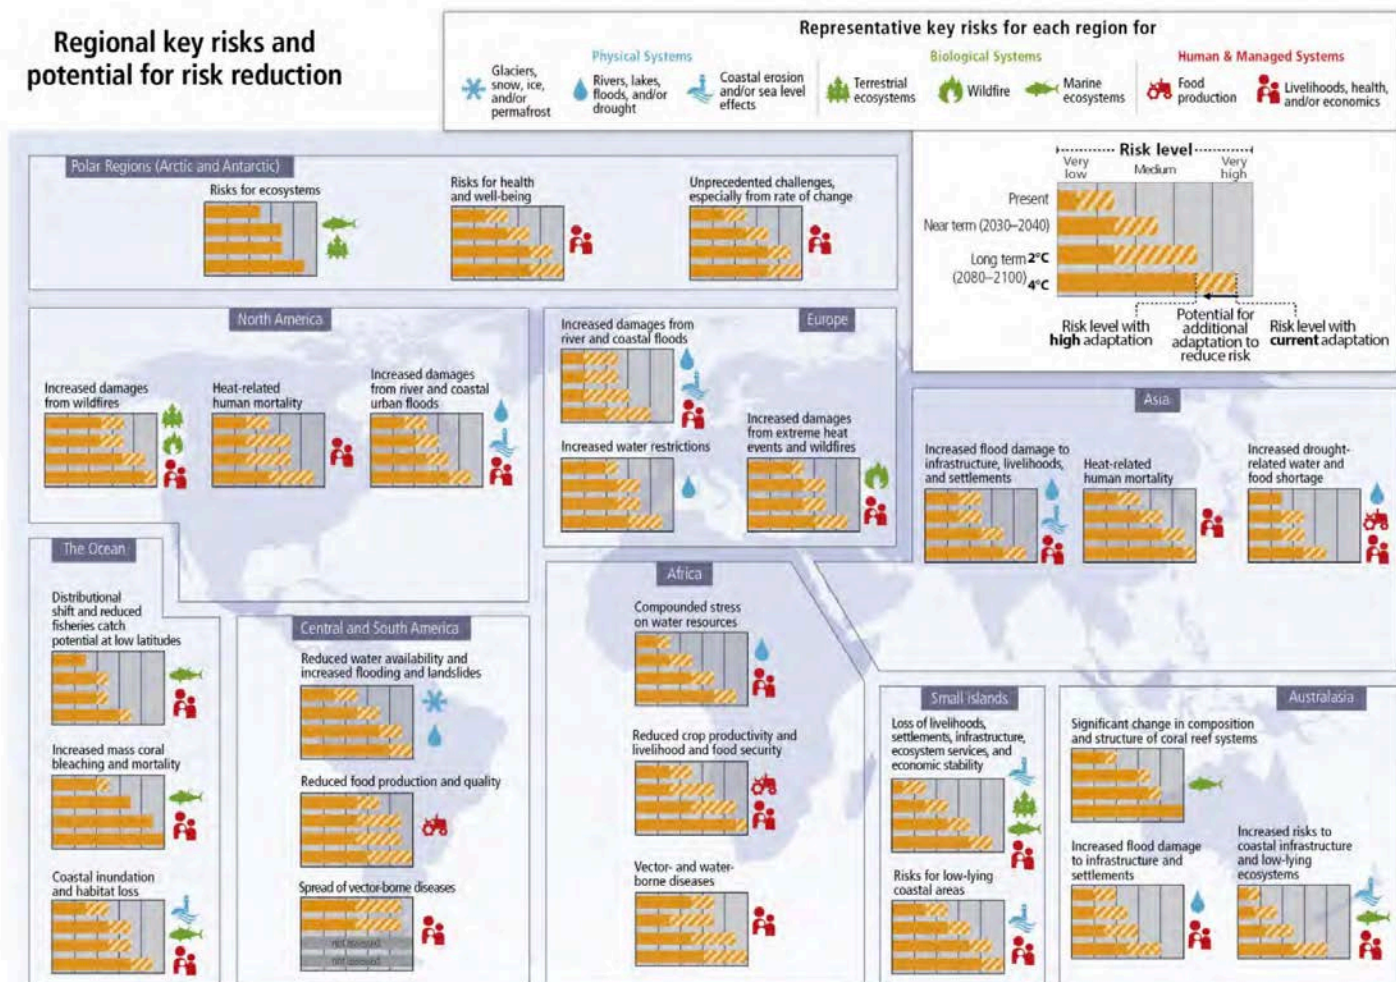 Regional key risks and
potential for risk reduction
Representative key risks for each region for
Physical Systems
Biological Systems
Human & Managed Systems
Glaciers,
snow, ice,
and/or
permafrost
Rivers, lakes,
floods, and/or
drought
Coastal erosion
and/or sea level
effects
Terrestrial
ecosystems
Wildfire
Marine
ecosystems
Food
production
Livelihoods, health,
and/or economics
Risk level
Very
low
Medium
Very
high
Present
Near term (2030–2040)
Long term 2°C
(2080–2100) 4°C
Risk level with
high adaptation
Potential for
additional
adaptation to
reduce risk
Risk level with
current adaptation
Polar Regions (Arctic and Antarctic)
Risks for ecosystems
Risks for health
and well-being
Unprecedented challenges,
especially from rate of change
North America
Increased damages
from wildfires
Heat-related
human mortality
Increased damages
from river and coastal
urban floods
Europe
Increased damages from
river and coastal floods
Increased water restrictions
Increased damages
from extreme heat
events and wildfires
Asia
Increased flood damage to
infrastructure, livelihoods,
and settlements
Heat-related
human mortality
Increased drought-
related water and
food shortage
The Ocean
Distributional
shift and reduced
fisheries catch
potential at low latitudes
Increased mass coral
bleaching and mortality
Coastal inundation
and habitat loss
Central and South America
Reduced water availability and
increased flooding and landslides
Reduced food production and quality
Spread of vector-borne diseases
not assessed
not assessed
Africa
Compounded stress
on water resources
Reduced crop productivity and
livelihood and food security
Vector- and water-
borne diseases
Small islands
Loss of livelihoods,
settlements, infrastructure,
ecosystem services, and
economic stability
Risks for low-lying
coastal areas
Australasia
Significant change in composition
and structure of coral reef systems
Increased flood damage
to infrastructure and
settlements
Increased risks to
coastal infrastructure
and low-lying
ecosystems